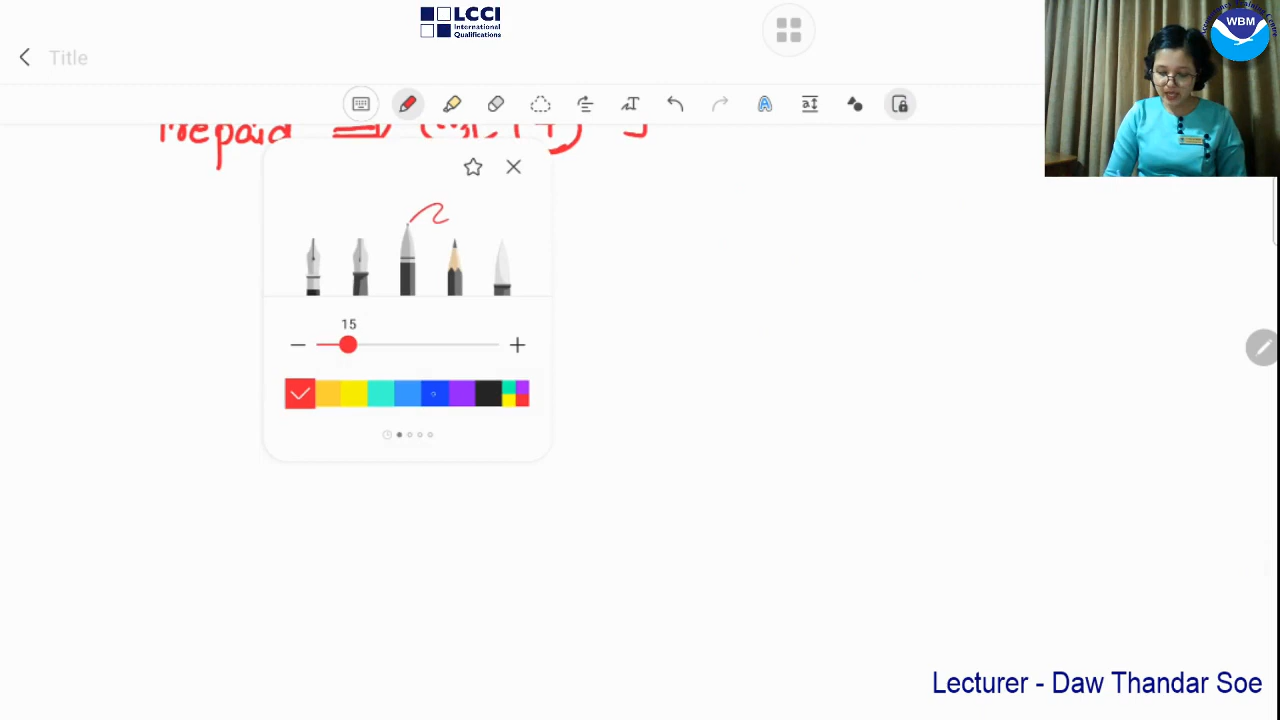 LCCI
International
Qualifications
WBM
Title
Prepaid
15
Lecturer - Daw Thandar Soe